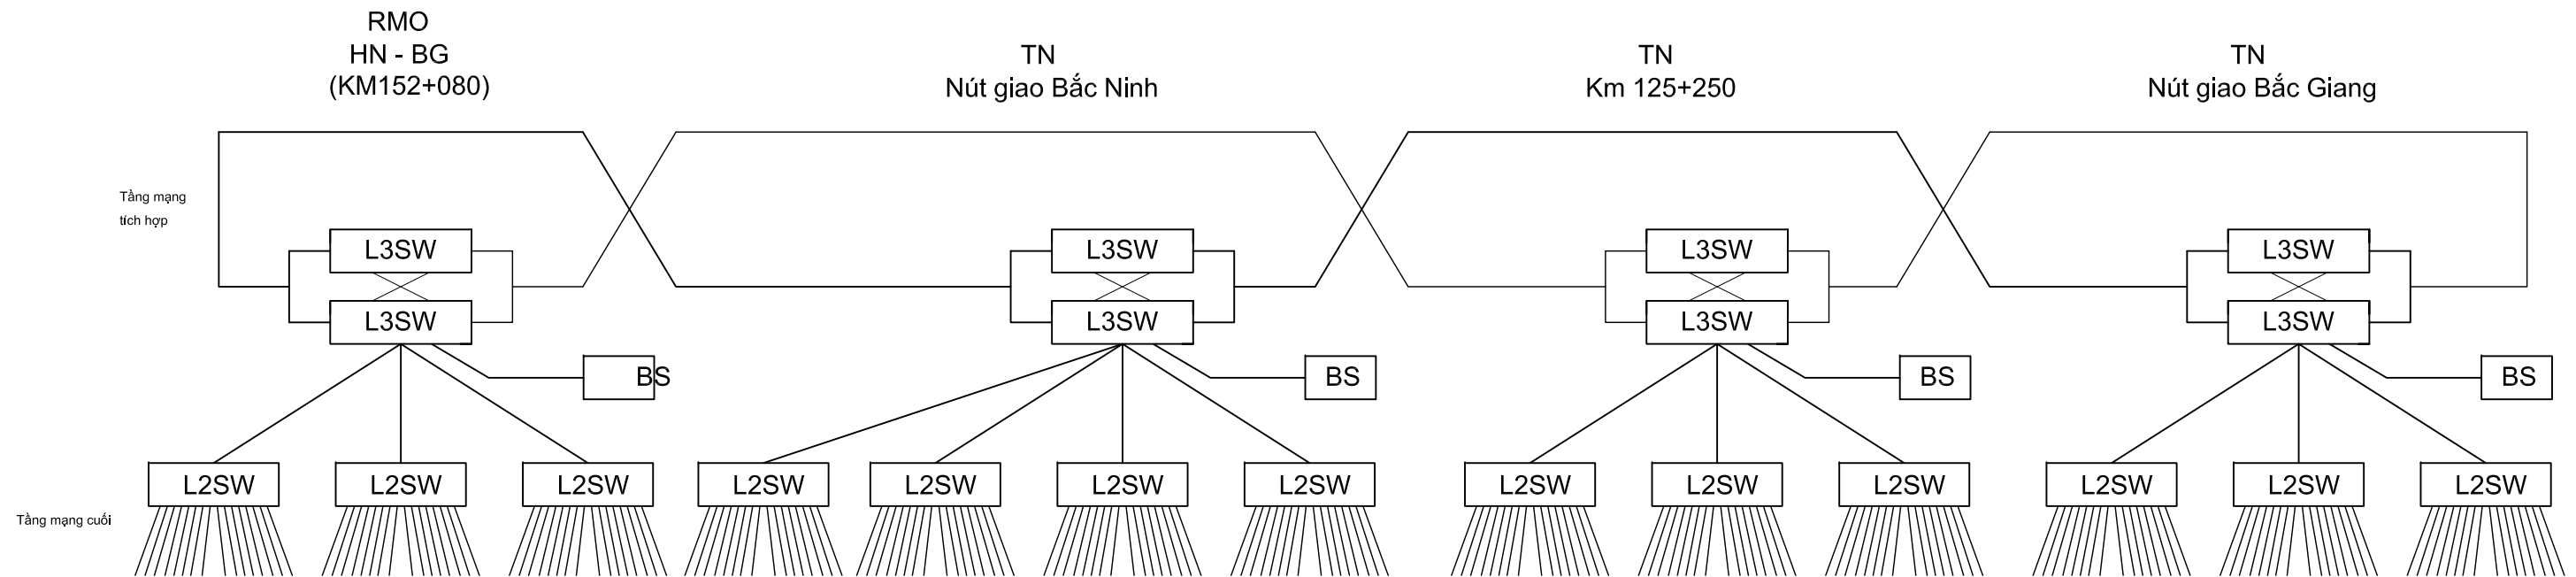 RMO
HN - BG
(KM152+080)
TN
Nút giao Bắc Ninh
TN
Km 125+250
TN
Nút giao Bắc Giang
Tầng mạng
tích hợp
L3SW
L3SW
L3SW
L3SW
L3SW
L3SW
L3SW
L3SW
BS
BS
BS
BS
L2SW
L2SW
L2SW
L2SW
L2SW
L2SW
L2SW
L2SW
L2SW
L2SW
L2SW
L2SW
L2SW
Tầng mạng cuối